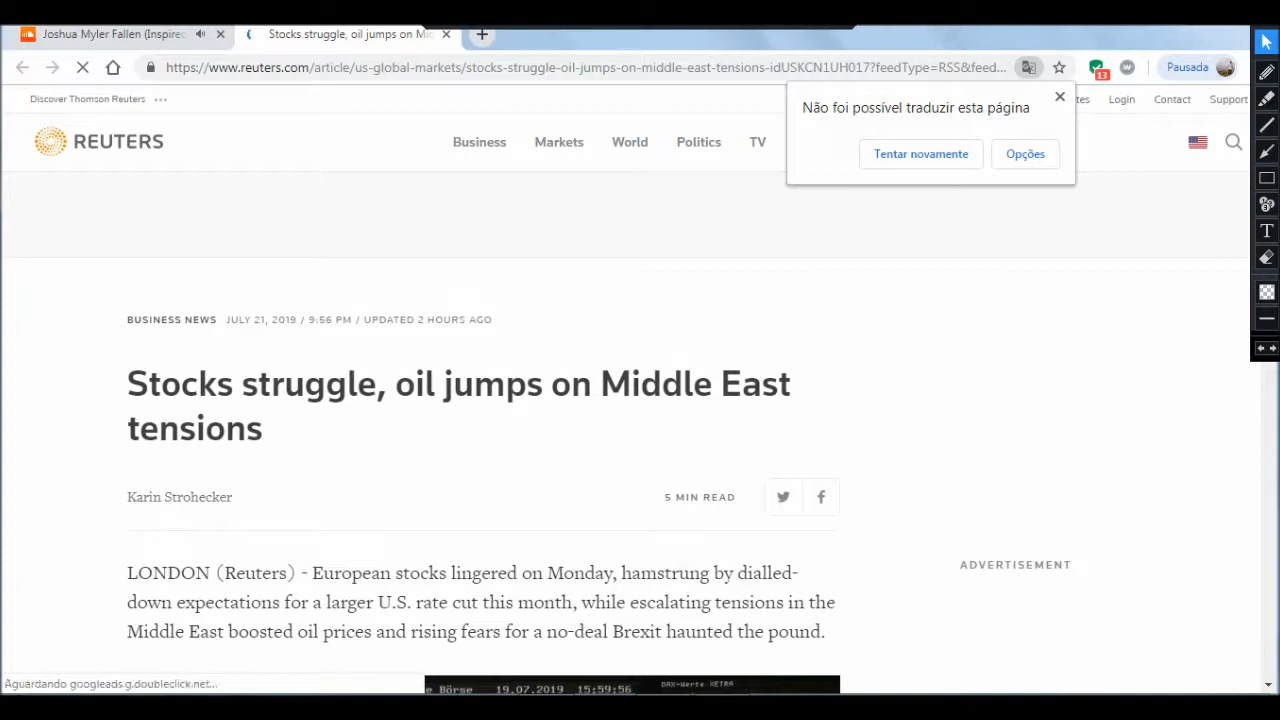 Joshua Myler Fallen (Inspired
Stocks struggle, oil jumps on Mi
https://www.reuters.com/article/us-global-markets/stocks-struggle-oil-jumps-on-middle-east-tensions-idUSKCN1UH017?feedType=RSS&feed...
13
Pausada
Discover Thomson Reuters
Login
Contact
Support
Não foi possível traduzir esta página
Tentar novamente
Opções
REUTERS
Business
Markets
World
Politics
TV
BUSINESS NEWS JULY 21, 2019 / 9:56 PM / UPDATED 2 HOURS AGO
Stocks struggle, oil jumps on Middle East
tensions
Karin Strohecker
5 MIN READ
LONDON (Reuters) - European stocks lingered on Monday, hamstrung by dialled-
down expectations for a larger U.S. rate cut this month, while escalating tensions in the
Middle East boosted oil prices and rising fears for a no-deal Brexit haunted the pound.
ADVERTISEMENT
Aguardando googleads.g.doubleclick.net...
e Börse 19.07.2019 15:59:56
DAX-Werte XETRA
T